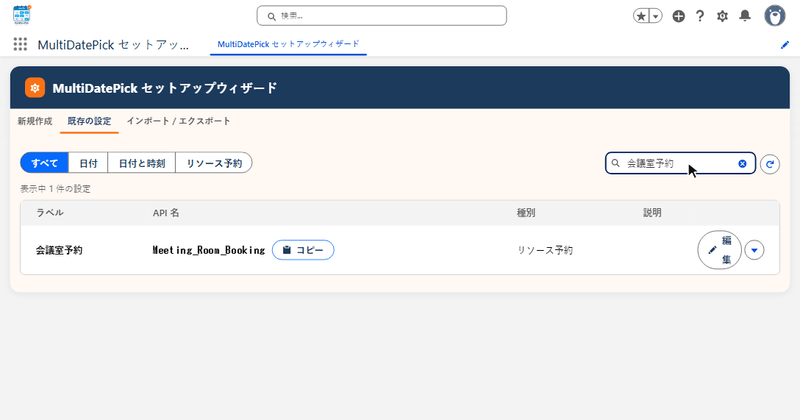 検索...
MultiDatePick セットアッ...
MultiDatePick セットアップウィザード
MultiDatePick セットアップウィザード
新規作成 既存の設定 インポート / エクスポート
すべて 日付 日付と時刻 リソース予約
会議室予約
表示中 1 件の設定
ラベル API 名 種別 説明
会議室予約 Meeting_Room_Booking コピー リソース予約 編集